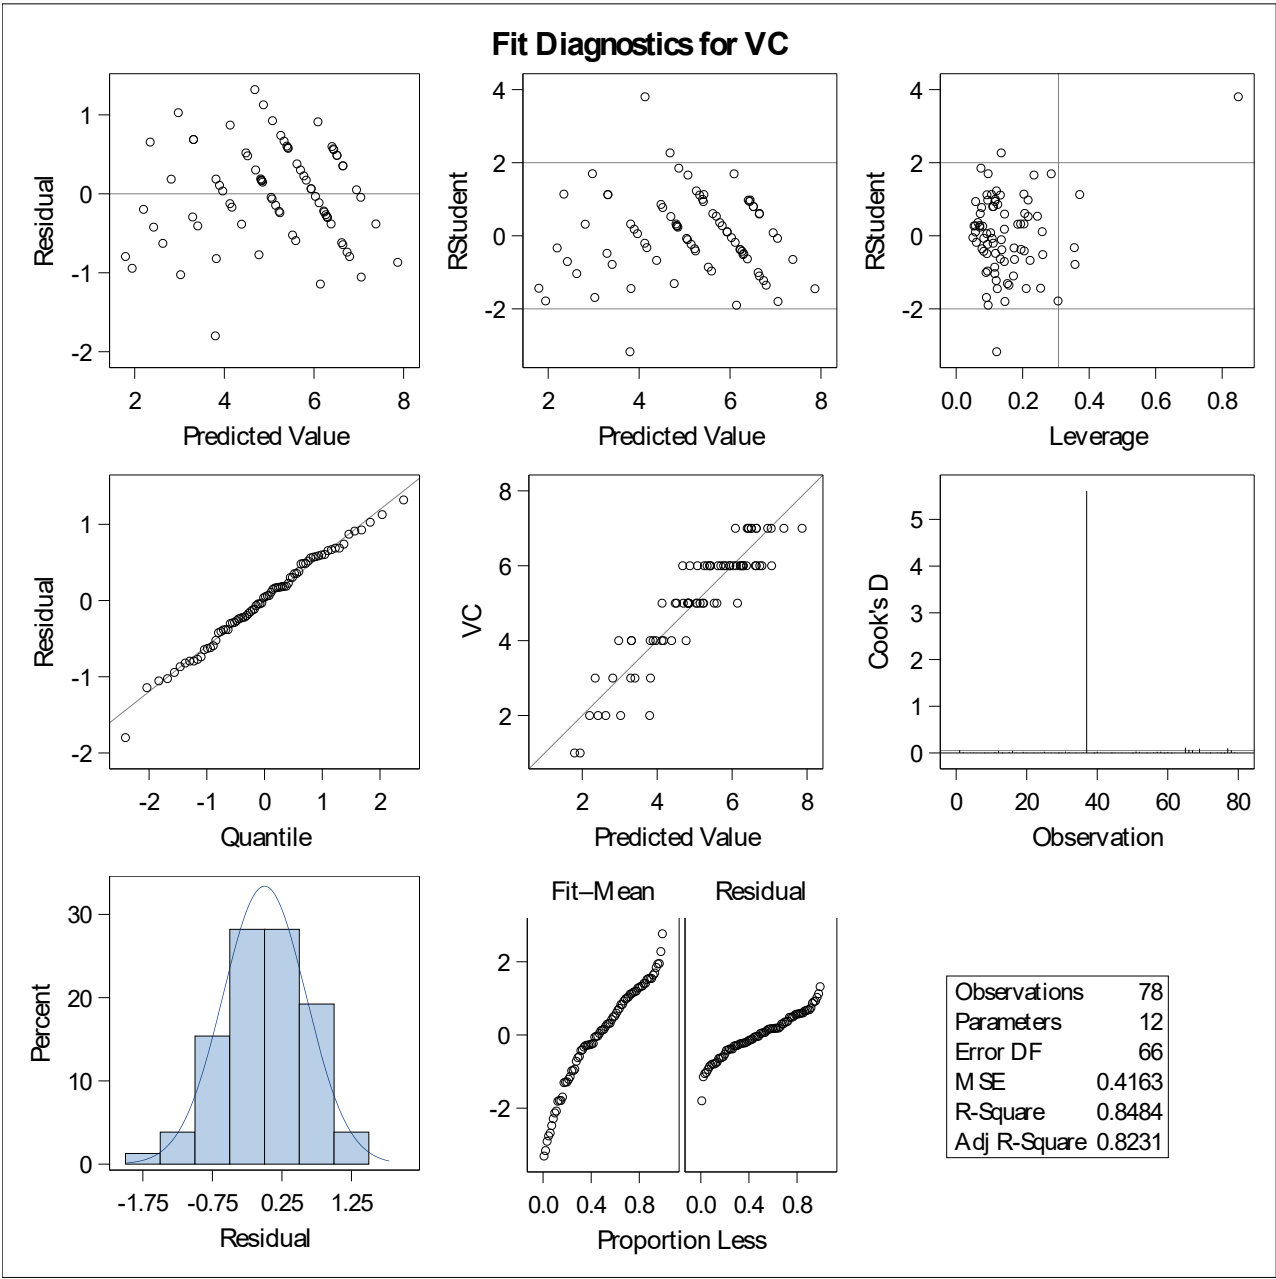 Fit Diagnostics for VC
Residual
1
0
-1
-2
2 4 6 8
Predicted Value
RStudent
4
2
0
-2
2 4 6 8
Predicted Value
RStudent
4
2
0
-2
0.0 0.2 0.4 0.6 0.8
Leverage
Residual
1
0
-1
-2
-2 -1 0 1 2
Quantile
VC
8
6
4
2
2 4 6 8
Predicted Value
Cook's D
5
4
3
2
1
0
0 20 40 60 80
Observation
Percent
30
20
10
0
-1.75 -0.75 0.25 1.25
Residual
Fit–Mean Residual
2
0
-2
0.0 0.4 0.8 0.0 0.4 0.8
Proportion Less
Observations 78
Parameters 12
Error DF 66
MSE 0.4163
R-Square 0.8484
Adj R-Square 0.8231